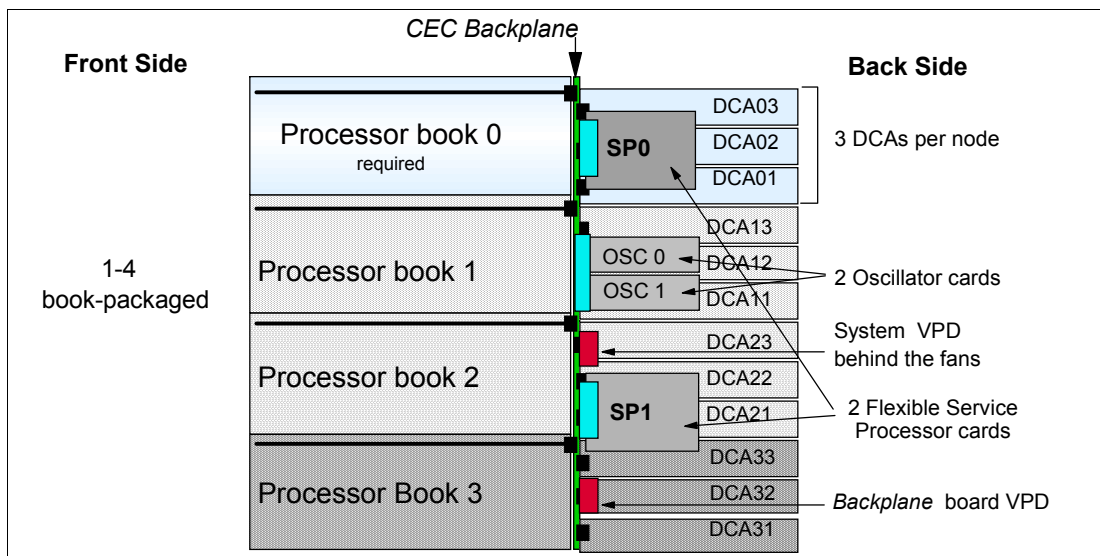 CEC Backplane
Front Side
Back Side
Processor book 0
required
SP0
DCA03
DCA02
DCA01
3 DCAs per node
1-4
book-packaged
Processor book 1
OSC 0
OSC 1
DCA13
DCA12
DCA11
2 Oscillator cards
Processor book 2
SP1
DCA23
DCA22
DCA21
System VPD
behind the fans
2 Flexible Service
Processor cards
Processor Book 3
DCA33
DCA32
DCA31
Backplane board VPD